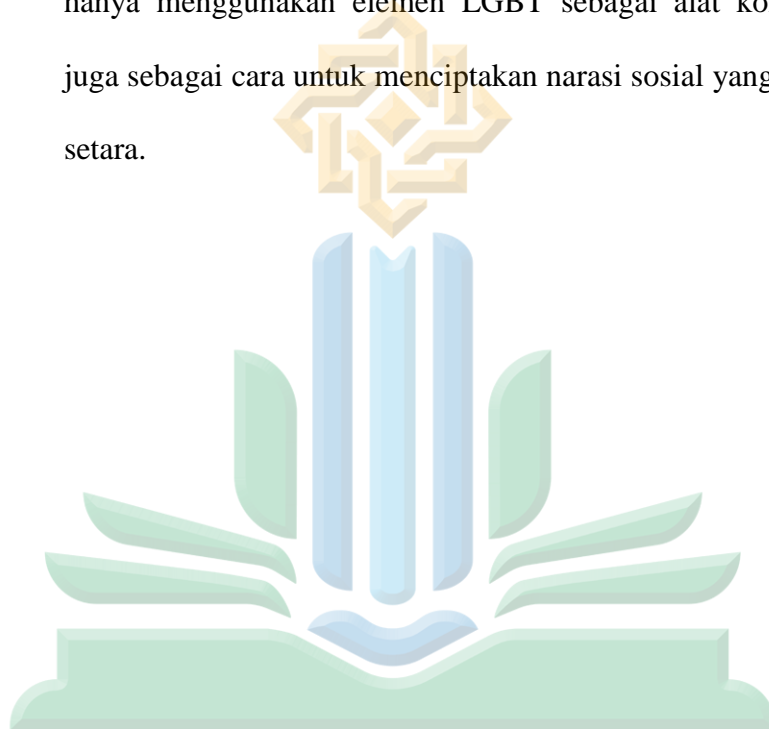 hanya menggunakan elemen LGBT sebagai alat
juga sebagai cara untuk menciptakan narasi sosial yang
setara.